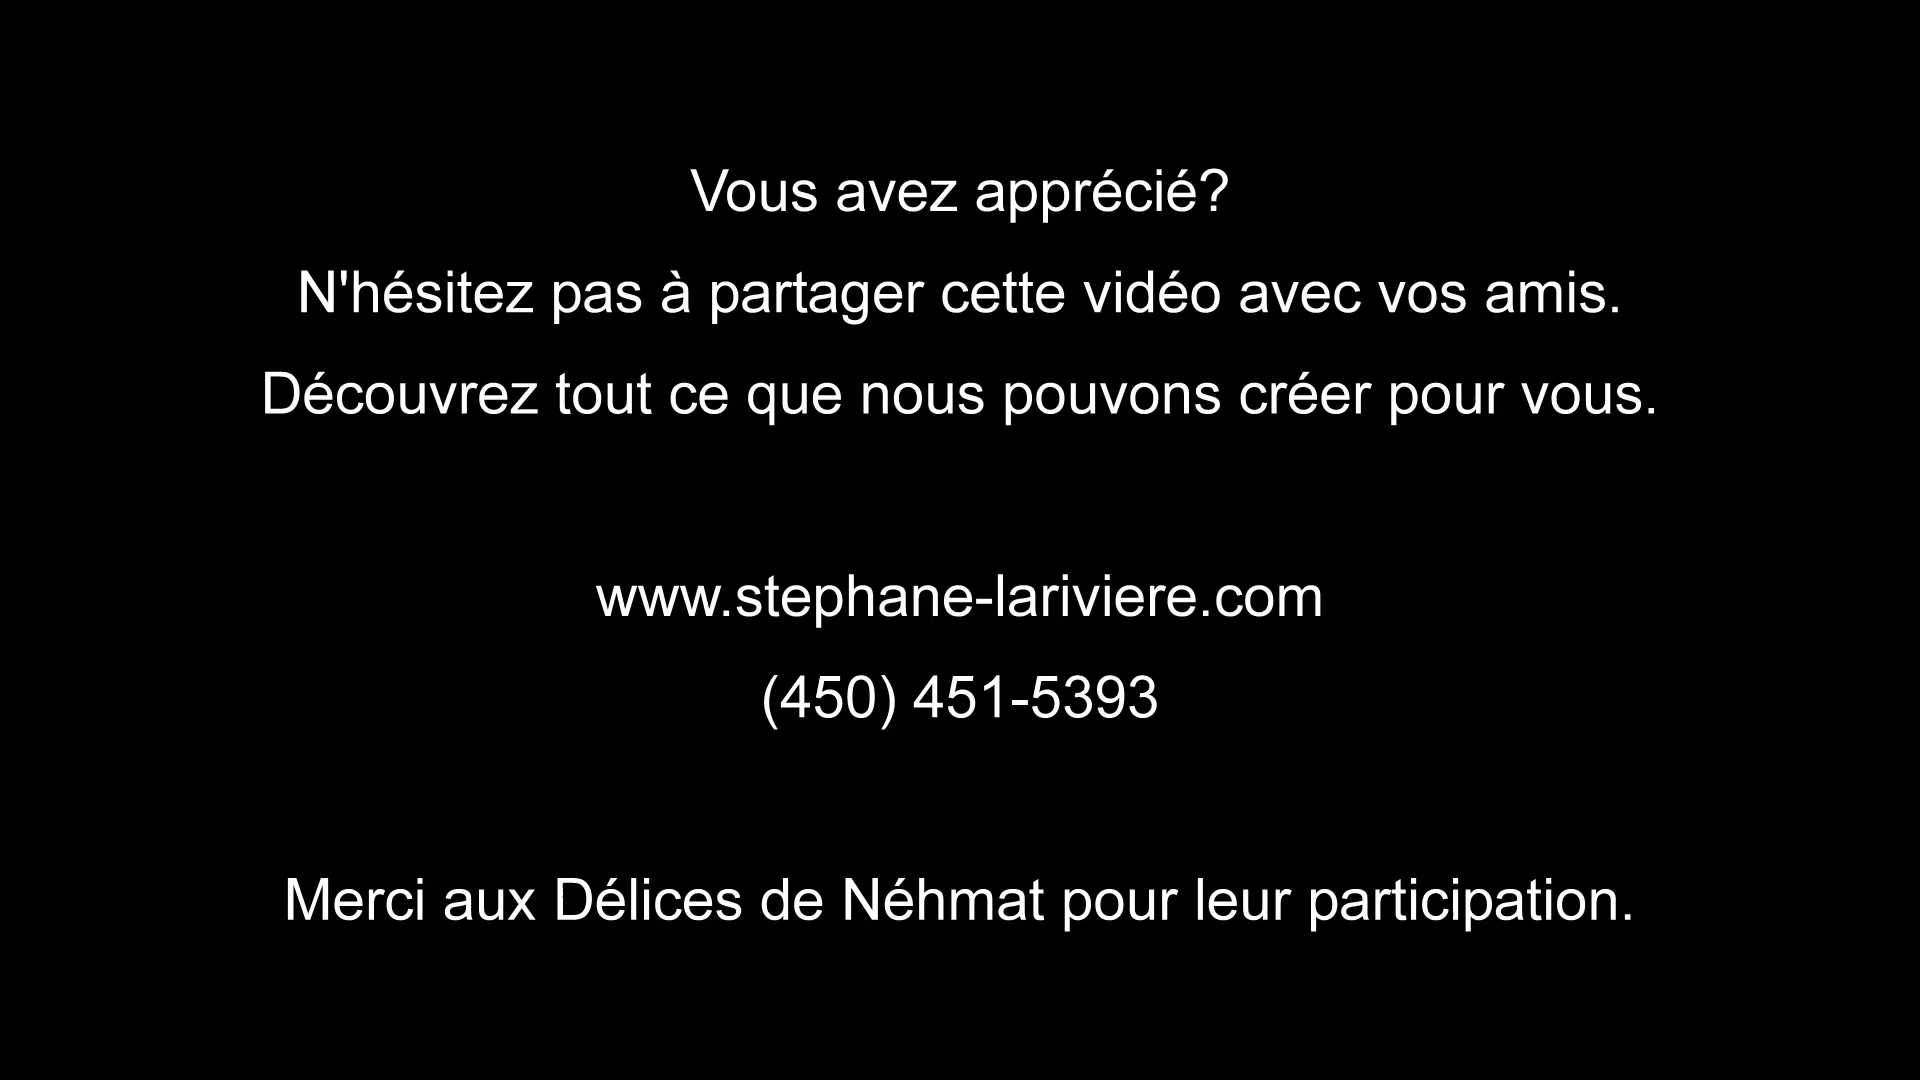 Vous avez apprécié?
N'hésitez pas à partager cette vidéo avec vos amis.
Découvrez tout ce que nous pouvons créer pour vous.
www.stephane-lariviere.com
(450) 451-5393
Merci aux Délices de Néhmat pour leur participation.